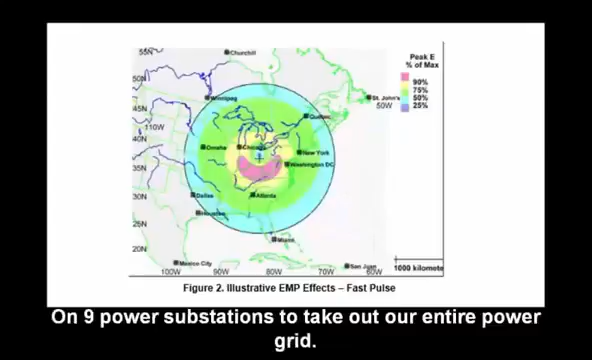 55N
Churchill
Peak E
% of Max
50N
90%
75%
50%
25%
Winnipeg
St. John's
50W
45N
110W
Quebec
40N
Omaha
Chicago
New York
Washington DC
35N
30N
Dallas
Atlanta
Houston
25N
Miami
20N
Mexico City
San Juan
100W
90W
80W
70W
60W
1000 kilomete
Figure 2. Illustrative EMP Effects – Fast Pulse
On 9 power substations to take out our entire power
grid.